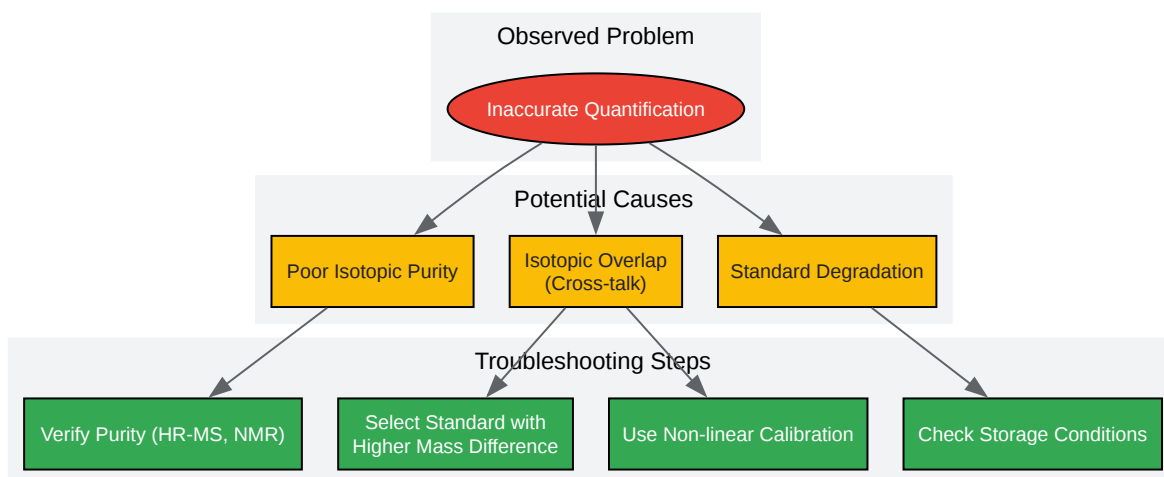 Observed Problem
Inaccurate Quantification
Potential Causes
Poor Isotopic Purity
Isotopic Overlap
(Cross-talk)
Standard Degradation
Troubleshooting Steps
Verify Purity (HR-MS, NMR)
Select Standard with
Higher Mass Difference
Use Non-linear Calibration
Check Storage Conditions